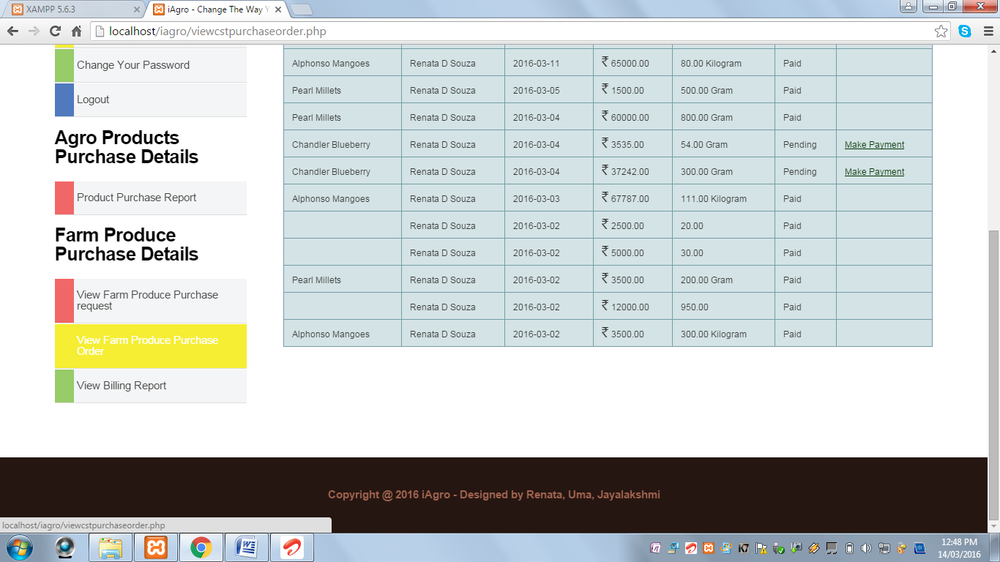 XAMPP 5.6.3
iAgro - Change The Way Y
localhost/iagro/viewcstpurchaseorder.php
Change Your Password
Logout
Agro Products
Purchase Details
Product Purchase Report
Farm Produce
Purchase Details
View Farm Produce Purchase
request
View Farm Produce Purchase
Order
View Billing Report
Alphonso Mangoes Renata D Souza 2016-03-11 ₹ 65000.00 80.00 Kilogram Paid
Pearl Millets Renata D Souza 2016-03-05 ₹ 1500.00 500.00 Gram Paid
Pearl Millets Renata D Souza 2016-03-04 ₹ 60000.00 800.00 Gram Paid
Chandler Blueberry Renata D Souza 2016-03-04 ₹ 3535.00 54.00 Gram Pending Make Payment
Chandler Blueberry Renata D Souza 2016-03-04 ₹ 37242.00 300.00 Gram Pending Make Payment
Alphonso Mangoes Renata D Souza 2016-03-03 ₹ 67787.00 111.00 Kilogram Paid
Renata D Souza 2016-03-02 ₹ 2500.00 20.00 Paid
Renata D Souza 2016-03-02 ₹ 5000.00 30.00 Paid
Pearl Millets Renata D Souza 2016-03-02 ₹ 3500.00 200.00 Gram Paid
Renata D Souza 2016-03-02 ₹ 12000.00 950.00 Paid
Alphonso Mangoes Renata D Souza 2016-03-02 ₹ 3500.00 300.00 Kilogram Paid
Copyright @ 2016 iAgro - Designed by Renata, Uma, Jayalakshmi
localhost/iagro/viewcstpurchaseorder.php
K7
12:48 PM
14/03/2016